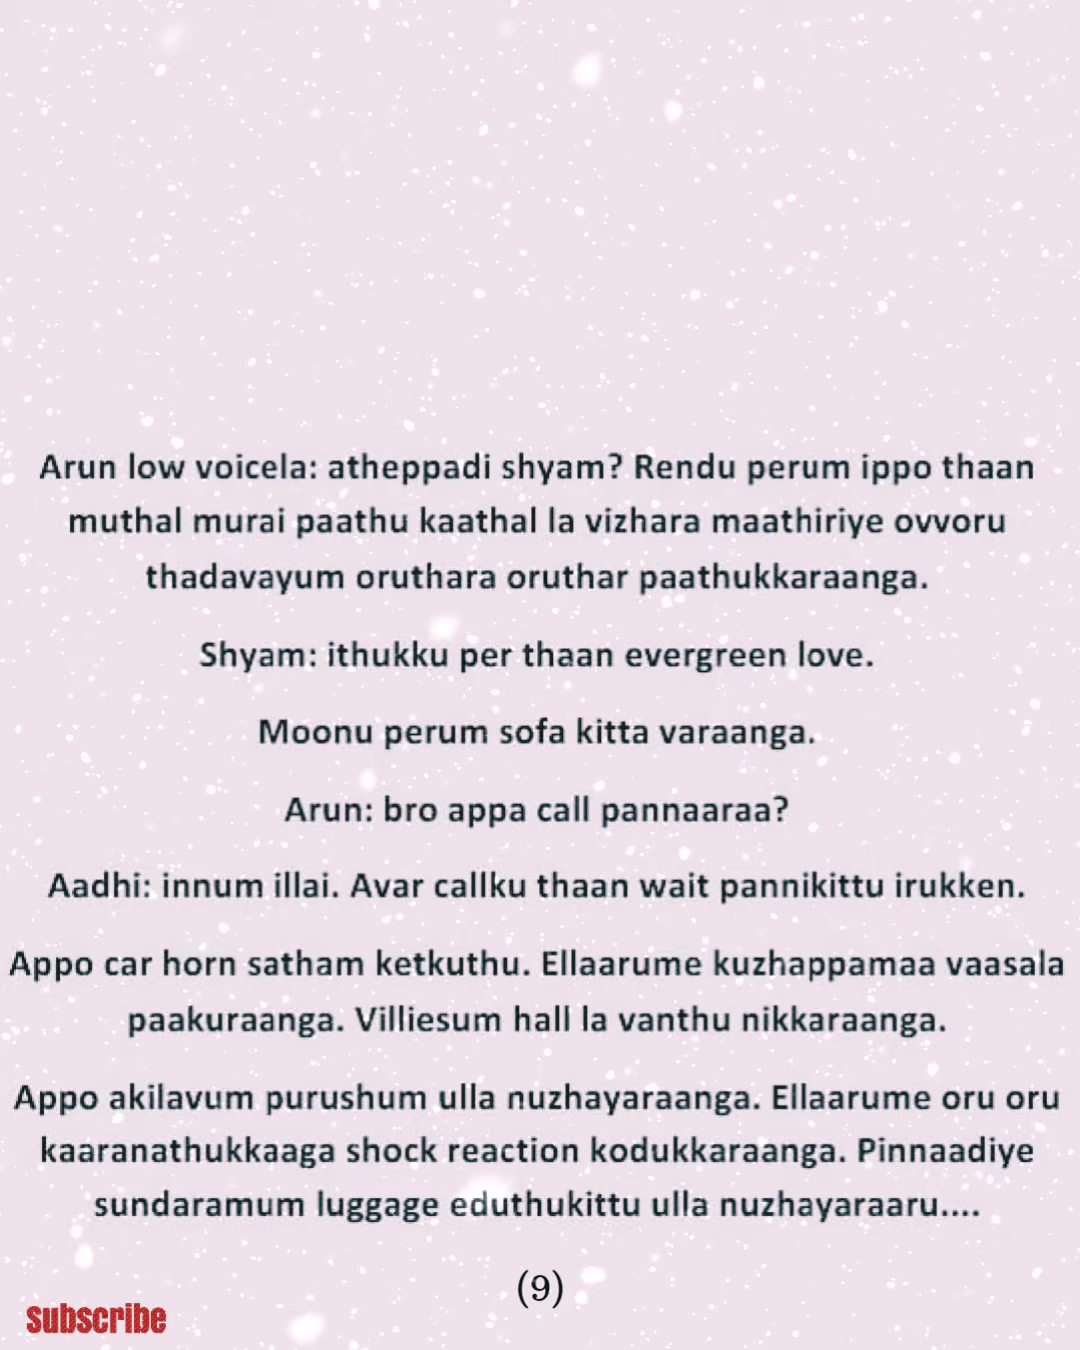 Arun low voicela: atheppadi shyam? Rendu perum ippo thaan
muthal murai paathu kaathal la vizhara maathiriye ovvoru
thadavayum oruthara oruthar paathukkaraanga.
Shyam: ithukku per thaan evergreen love.
Moonu perum sofa kitta varaanga.
Arun: bro appa call pannaaraa?
Aadhi: innum illai. Avar callku thaan wait pannikittu irukken.
Appo car horn satham ketkuthu. Ellaarume kuzhappamaa vaasala
paakuraanga. Villiesum hall la vanthu nikkaraanga.
Appo akilavum purushum ulla nuzhayaraanga. Ellaarume oru oru
kaaranathukkaaga shock reaction kodukkaraanga. Pinnaadiye
sundaramum luggage eduthukittu ulla nuzhayaraaru....
(9)
Subscribe